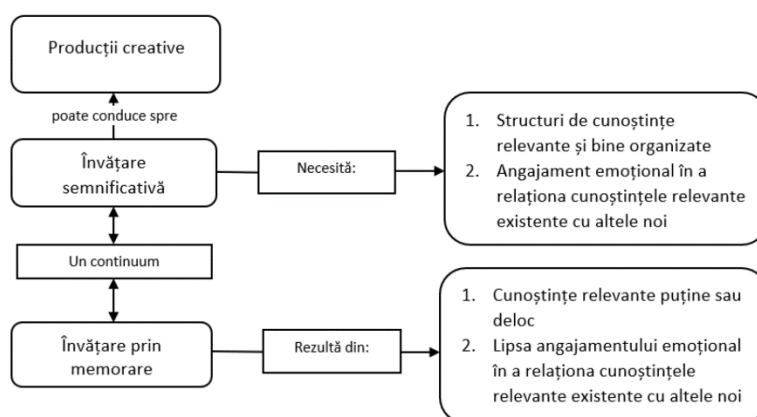 Producții creative
poate conduce spre
Învățare
semnificativă
Necesită:
1. Structuri de cunoștințe
relevante și bine organizate
2. Angajament emoțional în a
relaționa cunoștințele relevante
existente cu altele noi
Un continuum
Învățare prin
memorare
Rezultă din:
1. Cunoștințe relevante puține sau
deloc
2. Lipsa angajamentului emoțional
în a relaționa cunoștințele
relevante existente cu altele noi